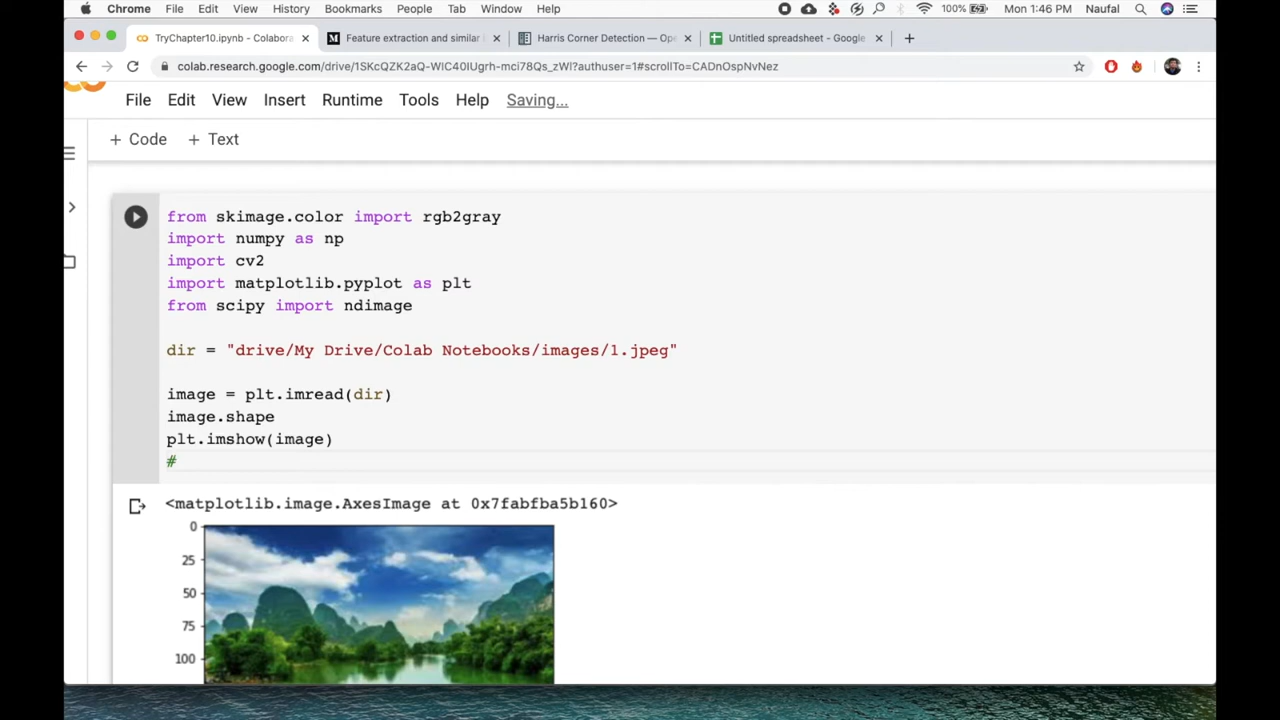 Chrome File Edit View History Bookmarks People Tab Window Help 100% Mon 1:46 PM Naufal
TryChapter10.ipynb - Colabora × Feature extraction and similar × Harris Corner Detection — Ope × Untitled spreadsheet - Google × +
colab.research.google.com/drive/1SKcQZK2aQ-WlC40IUgrh-mci78Qs_zWl?authuser=1#scrollTo=CADnOspNvNez
File Edit View Insert Runtime Tools Help Saving...
+ Code + Text
from skimage.color import rgb2gray
import numpy as np
import cv2
import matplotlib.pyplot as plt
from scipy import ndimage
dir = "drive/My Drive/Colab Notebooks/images/1.jpeg"
image = plt.imread(dir)
image.shape
plt.imshow(image)
#
<matplotlib.image.AxesImage at 0x7fabfba5b160>
0
25
50
75
100